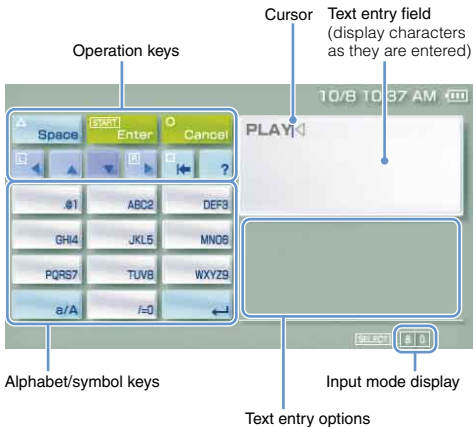 Cursor
Text entry field
(display characters
as they are entered)
Operation keys
10/8 10:37 AM
Space
START
Enter
Cancel
PLAY
L
R
?
.@1
ABC2
DEF3
GHI4
JKL5
MNO6
PQRS7
TUV8
WXYZ9
a/A
/=0
SELECT
a
Alphabet/symbol keys
Input mode display
Text entry options